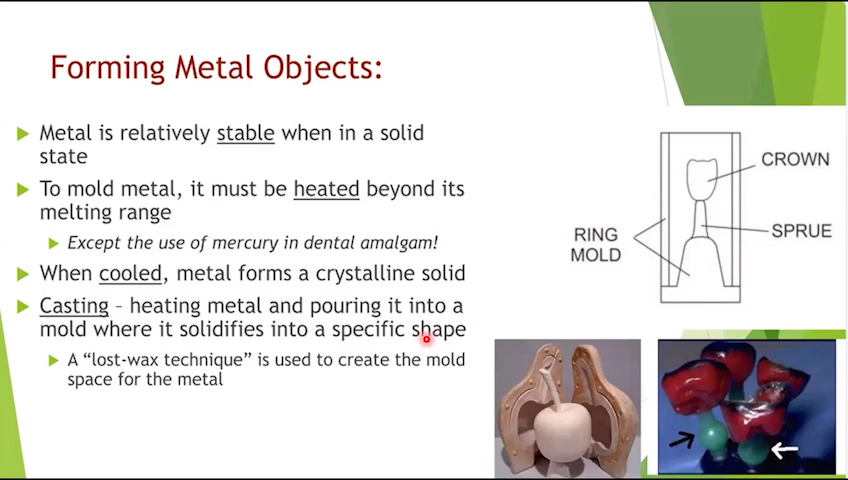 Forming Metal Objects:
Metal is relatively stable when in a solid
state
To mold metal, it must be heated beyond its
melting range
Except the use of mercury in dental amalgam!
When cooled, metal forms a crystalline solid
Casting – heating metal and pouring it into a
mold where it solidifies into a specific shape
A “lost-wax technique” is used to create the mold
space for the metal
CROWN
SPRUE
RING
MOLD